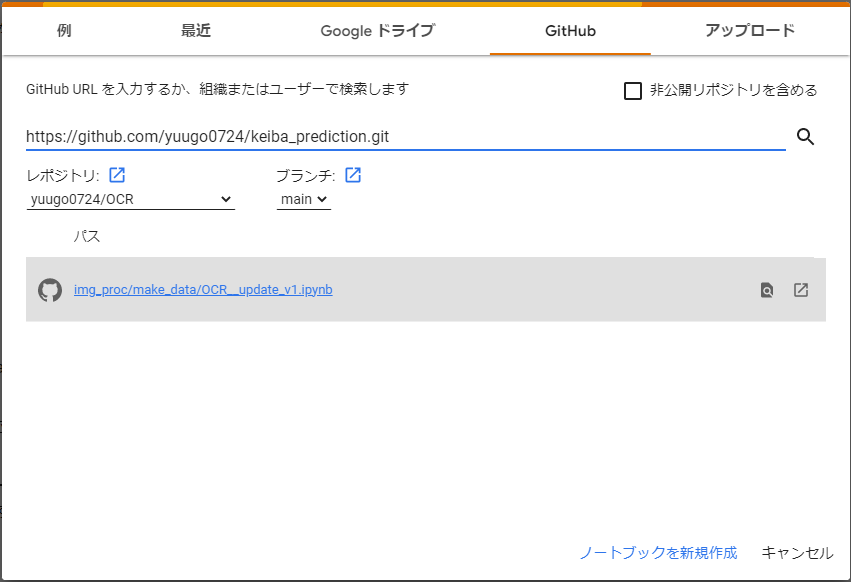 例 最近 Google ドライブ GitHub アップロード
GitHub URL を入力するか、組織またはユーザーで検索します 非公開リポジトリを含める
https://github.com/yuugo0724/keiba_prediction.git
レポジトリ: ブランチ:
yuugo0724/OCR main
パス
img_proc/make_data/OCR__update_v1.ipynb
ノートブックを新規作成 キャンセル